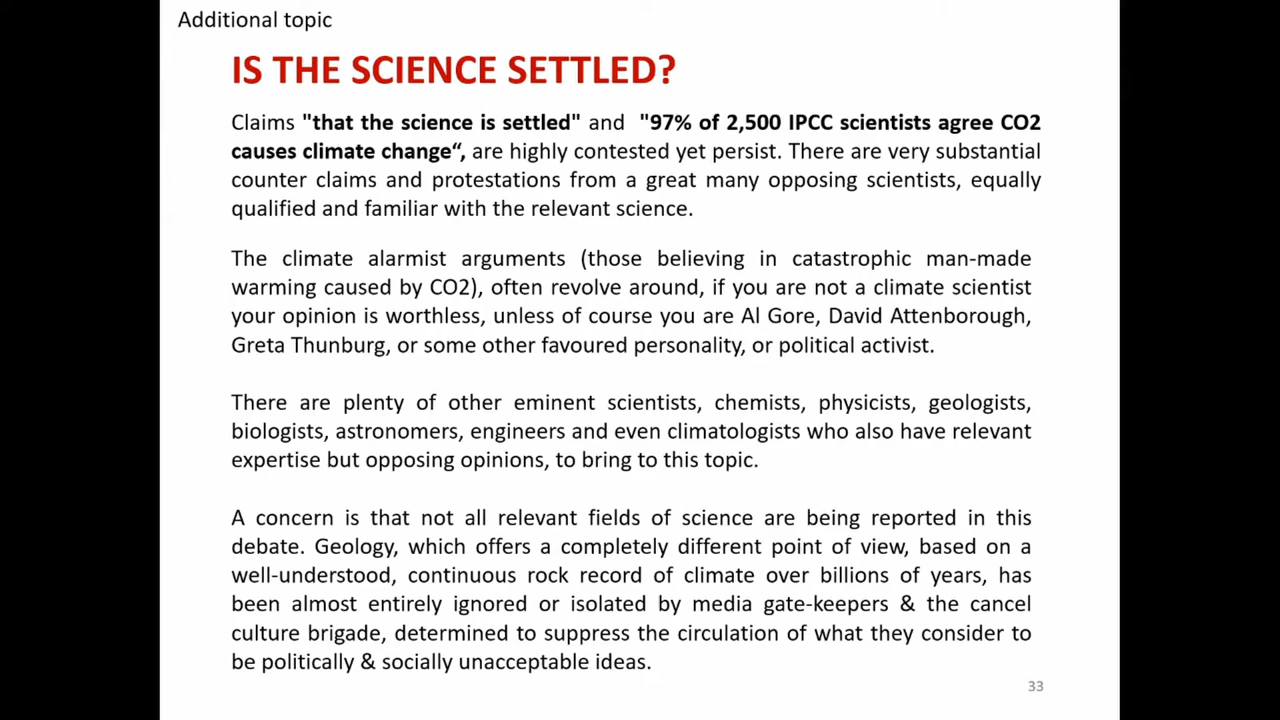 Additional topic
IS THE SCIENCE SETTLED?
Claims "that the science is settled" and "97% of 2,500 IPCC scientists agree CO2
causes climate change“, are highly contested yet persist. There are very substantial
counter claims and protestations from a great many opposing scientists, equally
qualified and familiar with the relevant science.
The climate alarmist arguments (those believing in catastrophic man-made
warming caused by CO2), often revolve around, if you are not a climate scientist
your opinion is worthless, unless of course you are Al Gore, David Attenborough,
Greta Thunburg, or some other favoured personality, or political activist.
There are plenty of other eminent scientists, chemists, physicists, geologists,
biologists, astronomers, engineers and even climatologists who also have relevant
expertise but opposing opinions, to bring to this topic.
A concern is that not all relevant fields of science are being reported in this
debate. Geology, which offers a completely different point of view, based on a
well-understood, continuous rock record of climate over billions of years, has
been almost entirely ignored or isolated by media gate-keepers & the cancel
culture brigade, determined to suppress the circulation of what they consider to
be politically & socially unacceptable ideas.
33